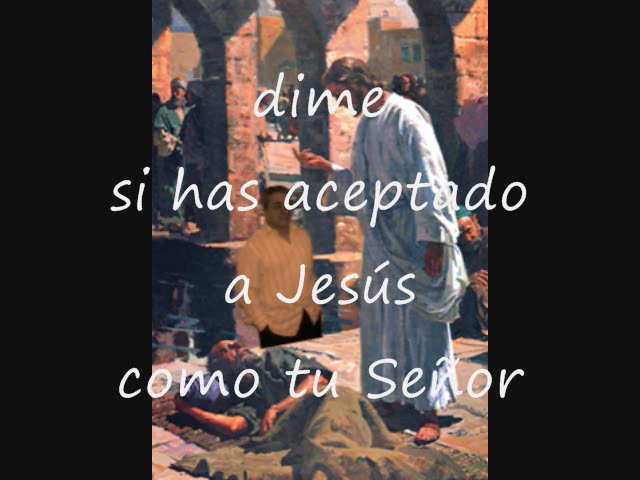 dime
si has aceptado
a Jesús
como tu Señor